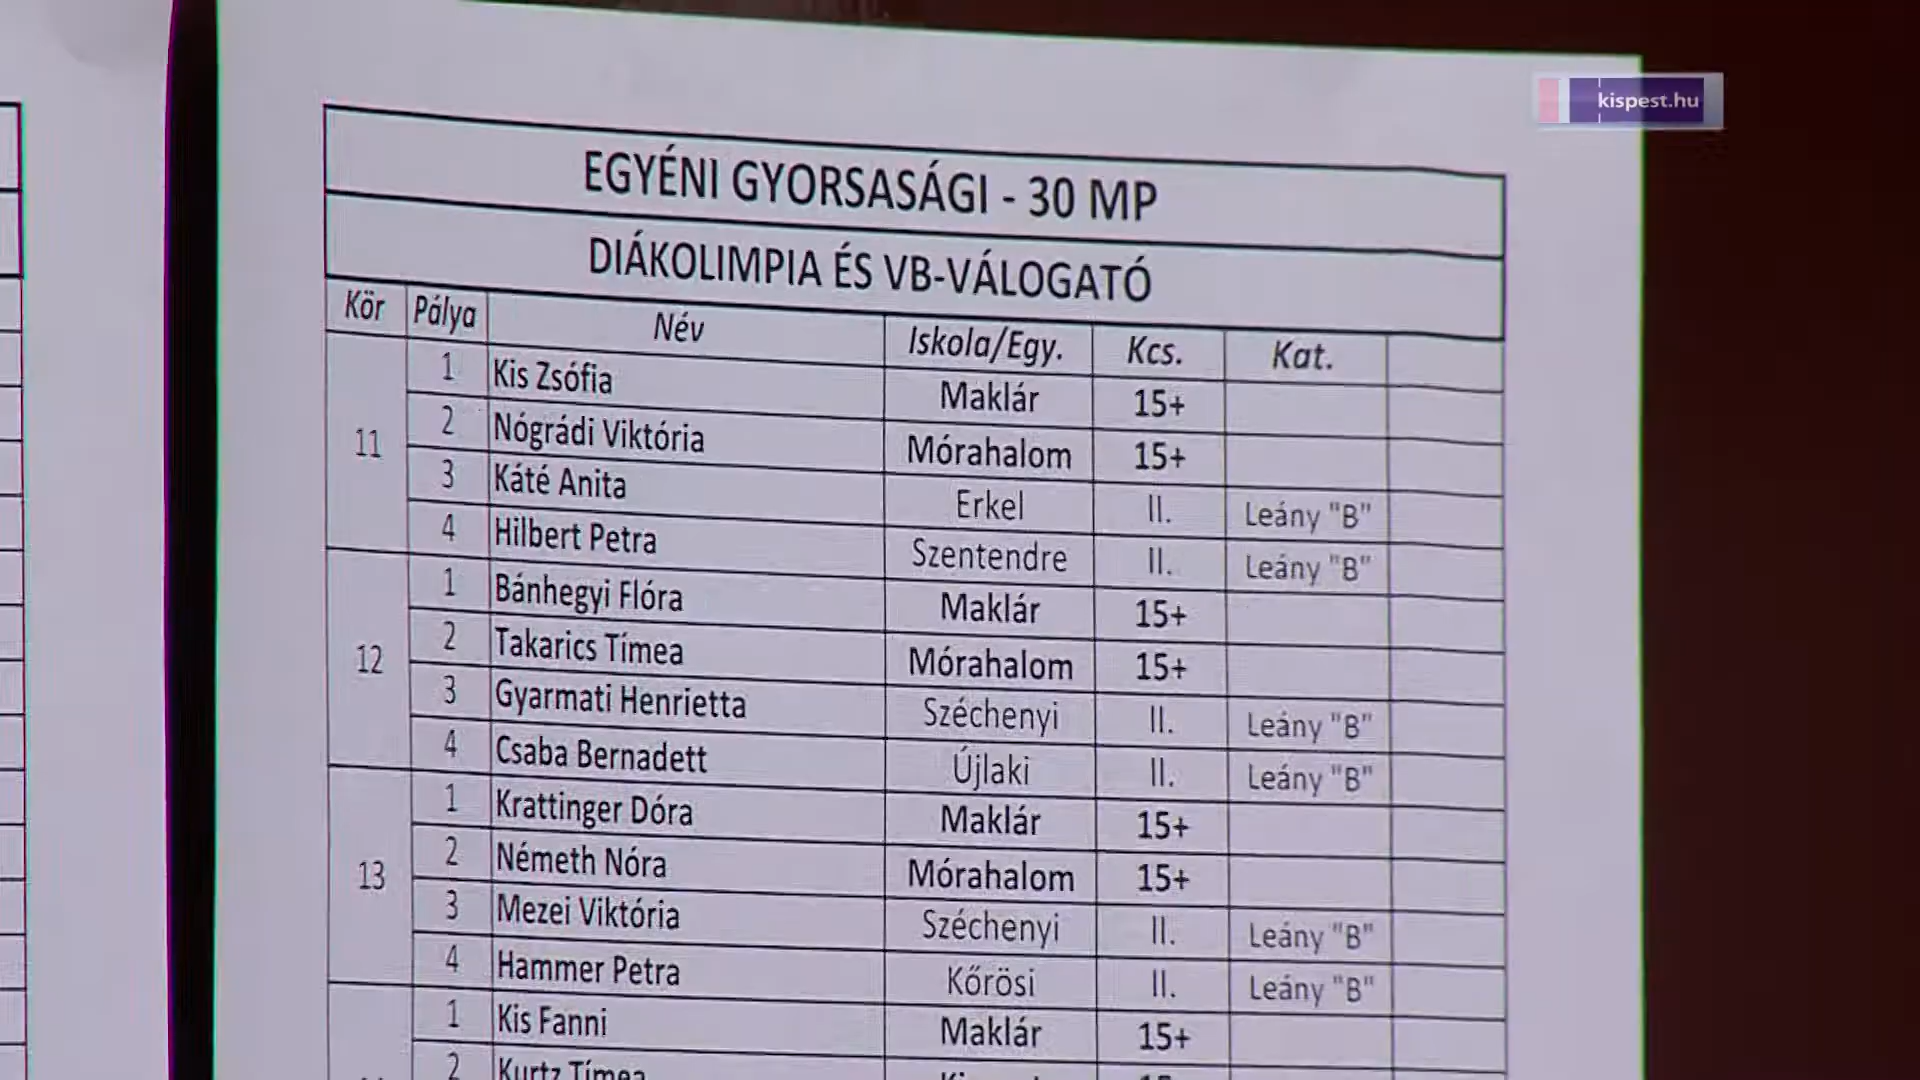 kispest.hu
EGYÉNI GYORSASÁGI - 30 MP
DIÁKOLIMPIA ÉS VB-VÁLOGATÓ
Kör Pálya Név Iskola/Egy. Kcs. Kat.
11
1 Kis Zsófia Maklár 15+
2 Nógrádi Viktória Mórahalom 15+
3 Káté Anita Erkel II. Leány "B"
4 Hilbert Petra Szentendre II. Leány "B"
12
1 Bánhegyi Flóra Maklár 15+
2 Takarics Tímea Mórahalom 15+
3 Gyarmati Henrietta Széchenyi II. Leány "B"
4 Csaba Bernadett Újlaki II. Leány "B"
13
1 Krattinger Dóra Maklár 15+
2 Németh Nóra Mórahalom 15+
3 Mezei Viktória Széchenyi II. Leány "B"
4 Hammer Petra Kőrösi II. Leány "B"
1 Kis Fanni Maklár 15+
2 Kurtz Tímea